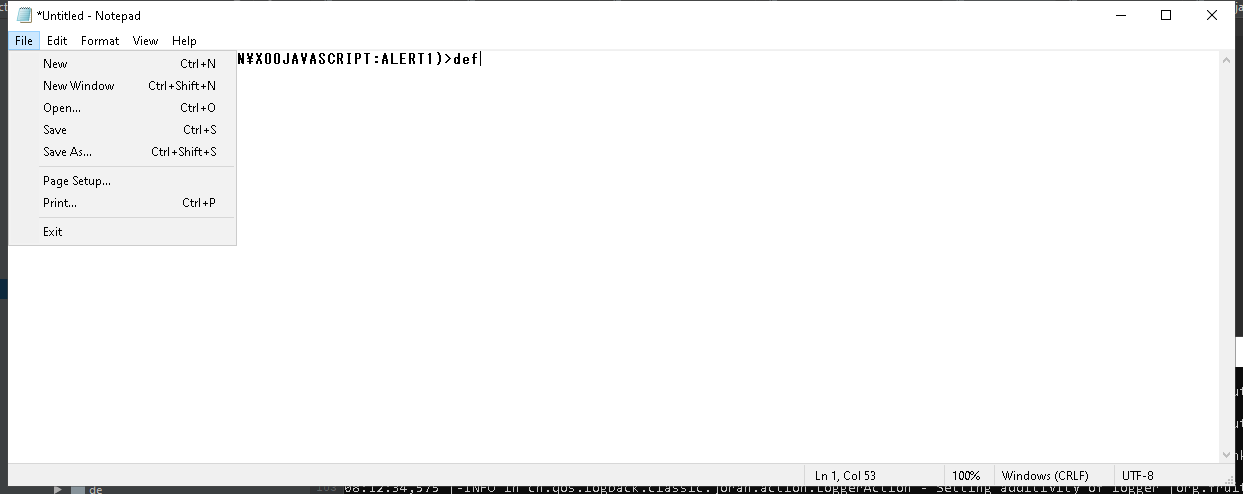 *Untitled - Notepad
File Edit Format View Help
N¥X00JAVASCRIPT:ALERT1)>def
New Ctrl+N
New Window Ctrl+Shift+N
Open... Ctrl+O
Save Ctrl+S
Save As... Ctrl+Shift+S
Page Setup...
Print... Ctrl+P
Exit
Ln 1, Col 53 100% Windows (CRLF) UTF-8
de 08:12:34,575 |-INFO in ch.qos.logback.classic.joran.action.LoggerAction - Setting additivity of logger